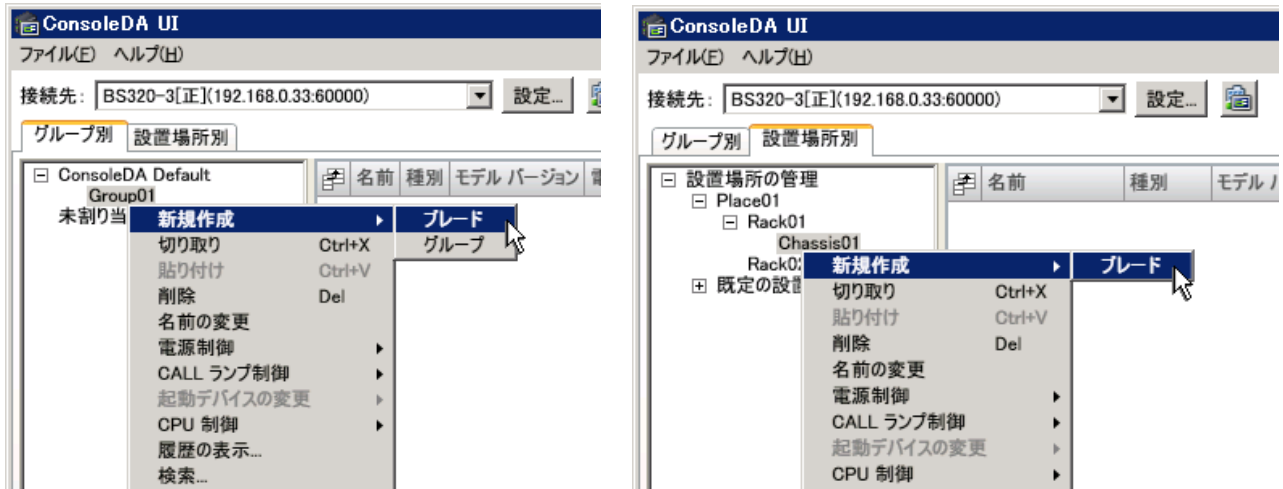 ConsoleDA UI
ファイル(F) ヘルプ(H)
接続先: BS320-3[正](192.168.0.33:60000) 設定...
グループ別 設置場所別
ConsoleDA Default
名前 種別 モデル バージョン
Group01
未割り当
新規作成
ブレード
切り取り Ctrl+X
グループ
貼り付け Ctrl+V
削除 Del
名前の変更
電源制御
CALL ランプ制御
起動デバイスの変更
CPU 制御
履歴の表示...
検索...
ConsoleDA UI
ファイル(F) ヘルプ(H)
接続先: BS320-3[正](192.168.0.33:60000) 設定...
グループ別 設置場所別
設置場所の管理
名前 種別 モデル
Place01
Rack01
Chassis01
Rack02
既定の設置
新規作成
ブレード
切り取り Ctrl+X
貼り付け Ctrl+V
削除 Del
名前の変更
電源制御
CALL ランプ制御
起動デバイスの変更
CPU 制御